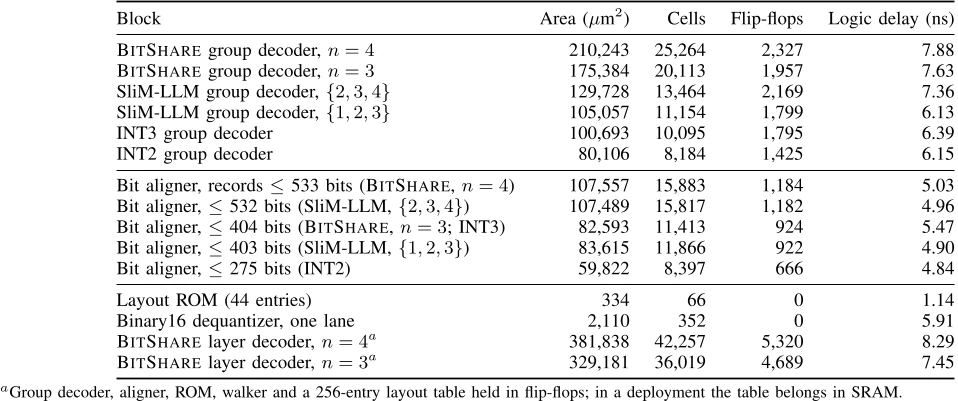 Block Area (μm²) Cells Flip-flops Logic delay (ns)
BITSHARE group decoder, n = 4 210,243 25,264 2,327 7.88
BITSHARE group decoder, n = 3 175,384 20,113 1,957 7.63
SliM-LLM group decoder, {2, 3, 4} 129,728 13,464 2,169 7.36
SliM-LLM group decoder, {1, 2, 3} 105,057 11,154 1,799 6.13
INT3 group decoder 100,693 10,095 1,795 6.39
INT2 group decoder 80,106 8,184 1,425 6.15
Bit aligner, records ≤ 533 bits (BITSHARE, n = 4) 107,557 15,883 1,184 5.03
Bit aligner, ≤ 532 bits (SliM-LLM, {2, 3, 4}) 107,489 15,817 1,182 4.96
Bit aligner, ≤ 404 bits (BITSHARE, n = 3; INT3) 82,593 11,413 924 5.47
Bit aligner, ≤ 403 bits (SliM-LLM, {1, 2, 3}) 83,615 11,866 922 4.90
Bit aligner, ≤ 275 bits (INT2) 59,822 8,397 666 4.84
Layout ROM (44 entries) 334 66 0 1.14
Binary16 dequantizer, one lane 2,110 352 0 5.91
BITSHARE layer decoder, n = 4ᵃ 381,838 42,257 5,320 8.29
BITSHARE layer decoder, n = 3ᵃ 329,181 36,019 4,689 7.45
ᵃGroup decoder, aligner, ROM, walker and a 256-entry layout table held in flip-flops; in a deployment the table belongs in SRAM.